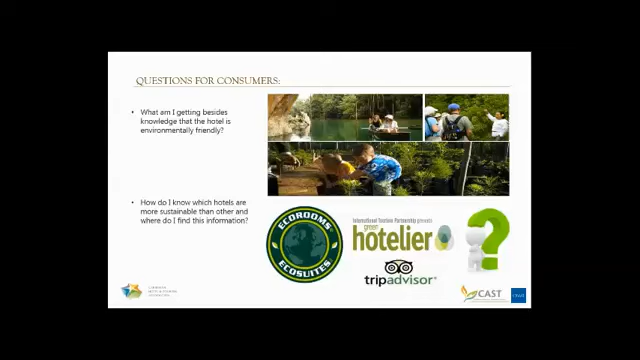 QUESTIONS FOR CONSUMERS:
• What am I getting besides
knowledge that the hotel is
environmentally friendly?
• How do I know which hotels are
more sustainable than other and
where do I find this information?
ECOROOMS
ECOSUITES
International Tourism Partnership presents
green
hotelier
tripadvisor
CAST